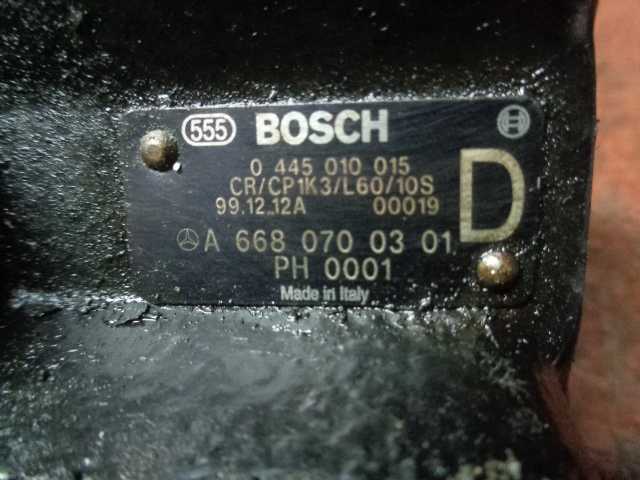 555 BOSCH
0 445 010 015
CR/CP1K3/L60/10S
99.12.12A 00019
D
A 668 070 03 01
PH 0001
Made in Italy